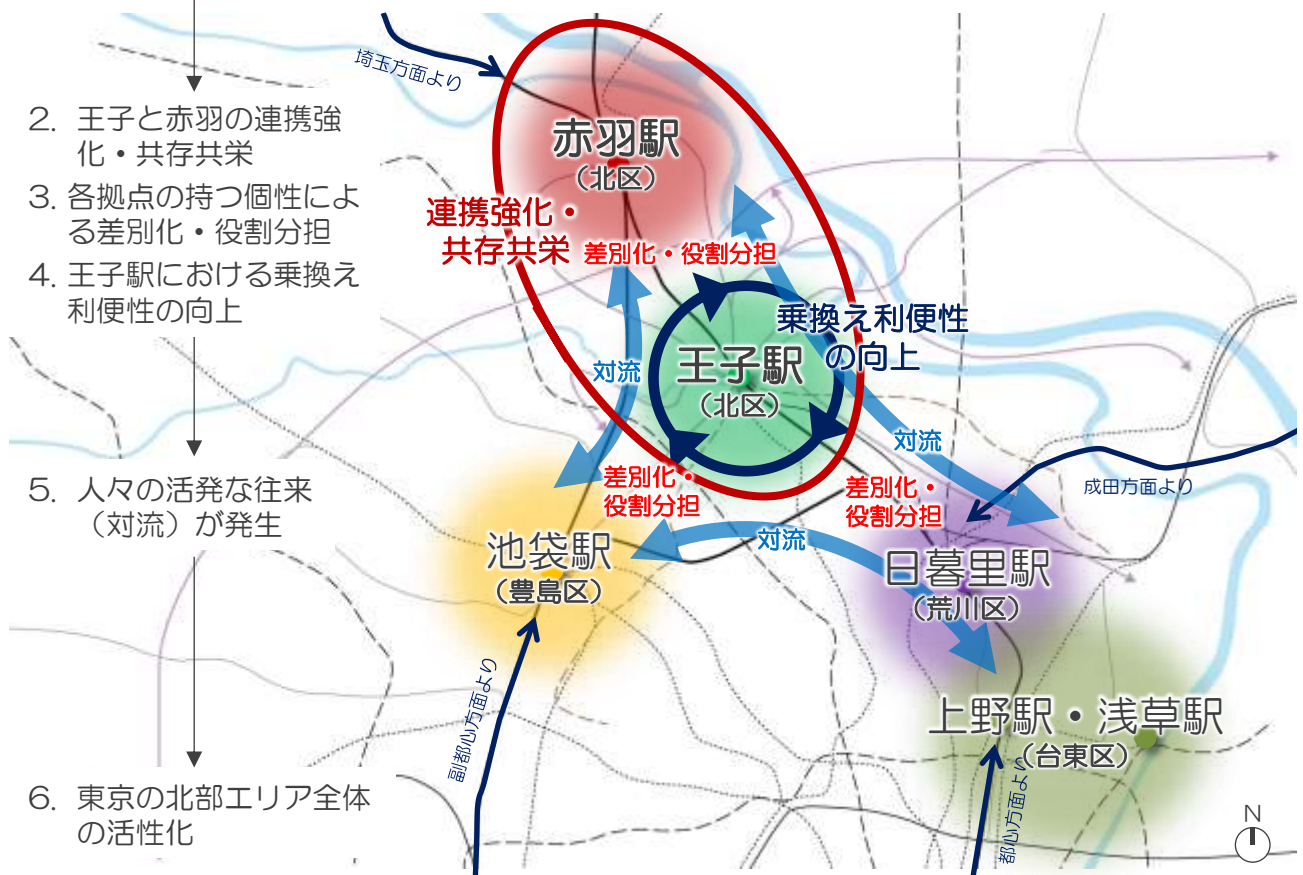 2. 王子と赤羽の連携強
化・共存共栄
3. 各拠点の持つ個性によ
る差別化・役割分担
4. 王子駅における乗換え
利便性の向上
5. 人々の活発な往来
（対流）が発生
6. 東京の北部エリア全体
の活性化
埼玉方面より
赤羽駅
（北区）
連携強化・
共存共栄
差別化・役割分担
乗換え利便性
の向上
王子駅
（北区）
対流
対流
差別化・
役割分担
差別化・
役割分担
成田方面より
対流
池袋駅
（豊島区）
日暮里駅
（荒川区）
副都心方面より
上野駅・浅草駅
（台東区）
都心方面より
N